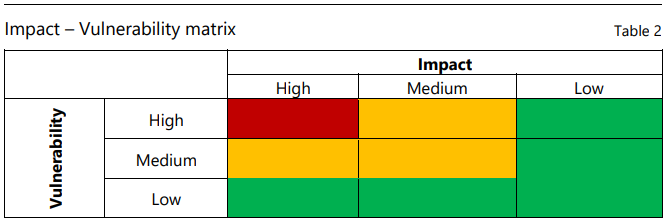 Impact – Vulnerability matrix
Table 2
Impact
High Medium Low
Vulnerability
High
Medium
Low